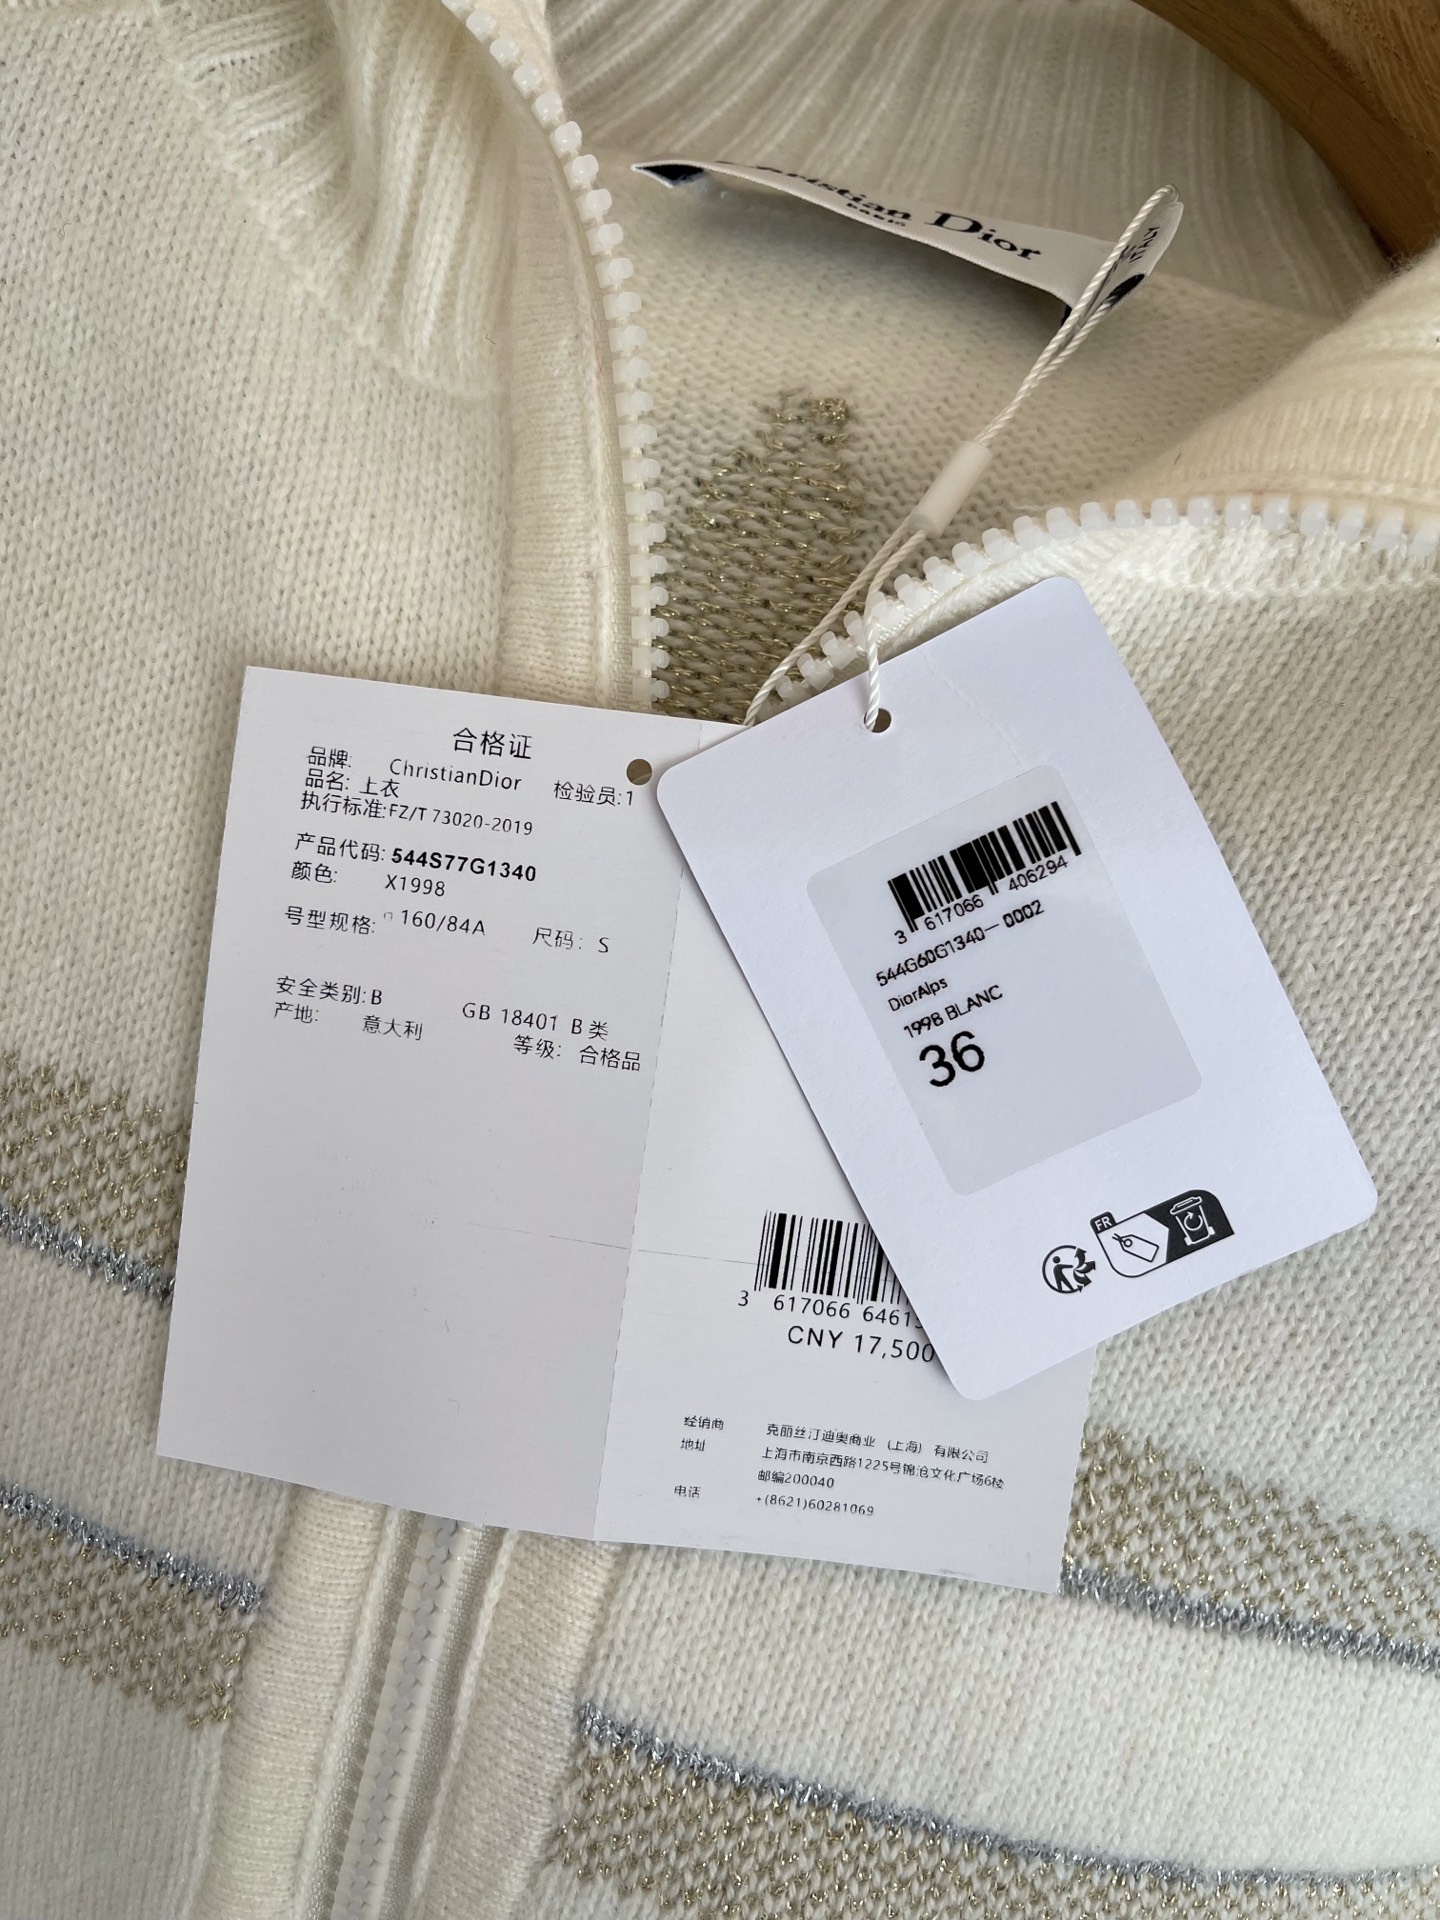 Christian Dior
PARIS
ITALY
合格证
品牌: ChristianDior
品名: 上衣 检验员:1
执行标准:FZ/T 73020-2019
产品代码: 544S77G1340
颜色: X1998
号型规格: 160/84A 尺码: S
安全类别:B GB 18401 B 类
产地: 意大利
等级: 合格品
3 617066 406294
544G60G1340-0002
DiorAlps
1998 BLANC
36
FR
3 617066 6461
CNY 17,500
经销商 克丽丝汀迪奥商业 (上海) 有限公司
地址 上海市南京西路1225号锦沧文化广场6楼
邮编200040
电话 +(8621)60281069